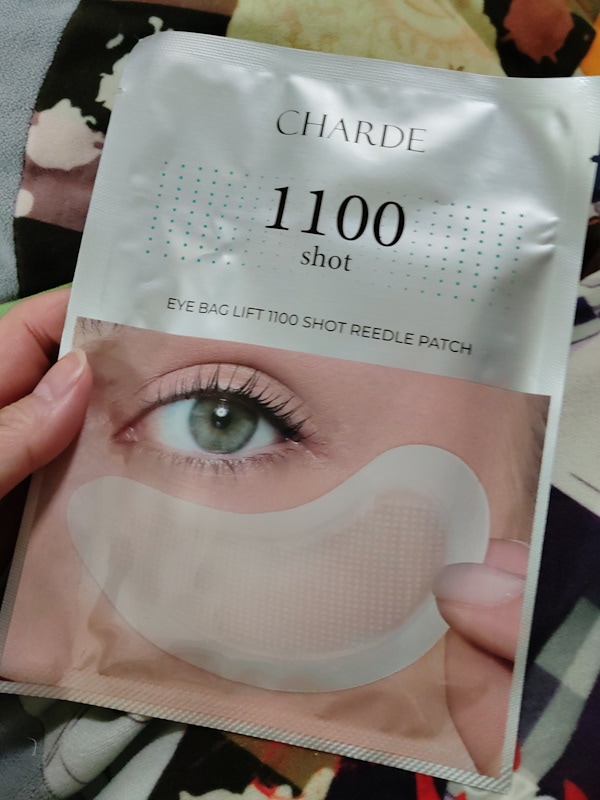 CHARDE
1100
shot
EYE BAG LIFT 1100 SHOT REEDLE PATCH